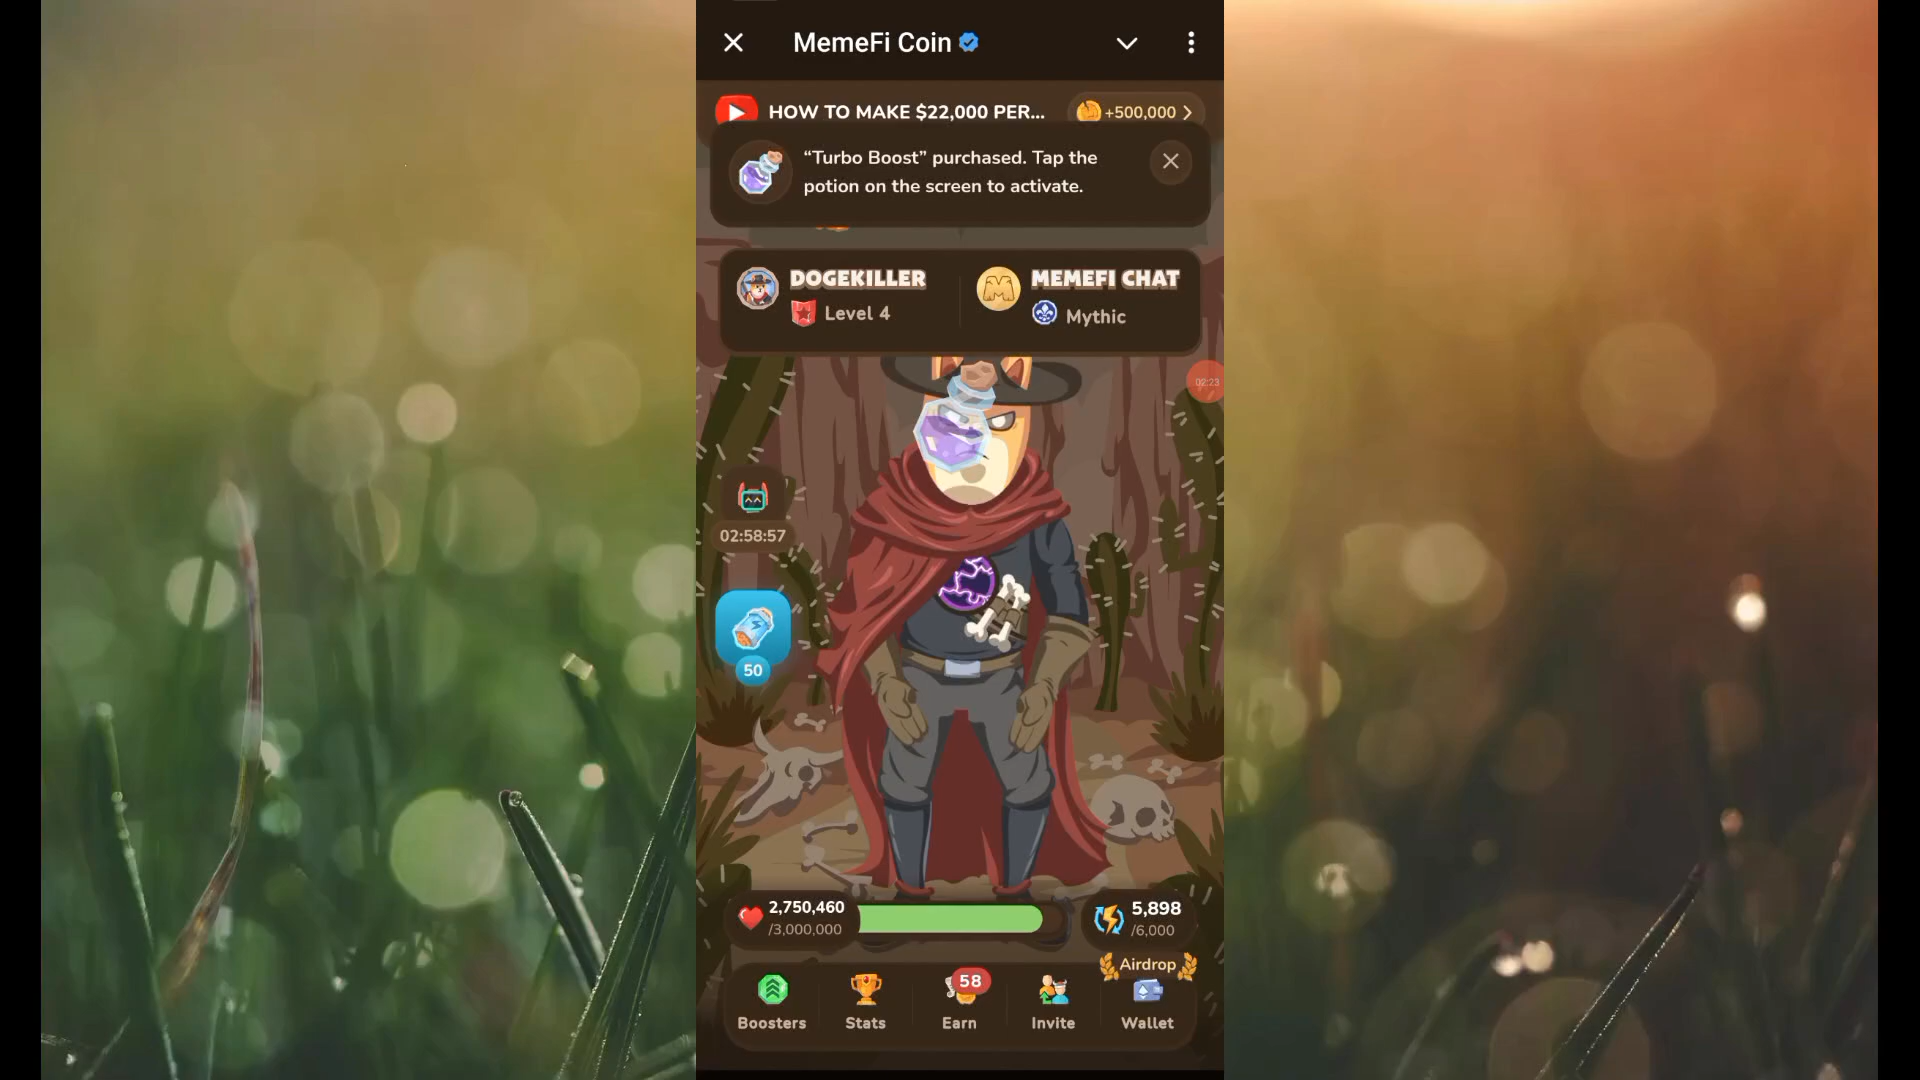 MemeFi Coin
HOW TO MAKE $22,000 PER...
+500,000
“Turbo Boost” purchased. Tap the
potion on the screen to activate.
DOGEKILLER
Level 4
MEMEFI CHAT
Mythic
02:23
02:58:57
50
2,750,460
/3,000,000
5,898
/6,000
Airdrop
58
Boosters
Stats
Earn
Invite
Wallet